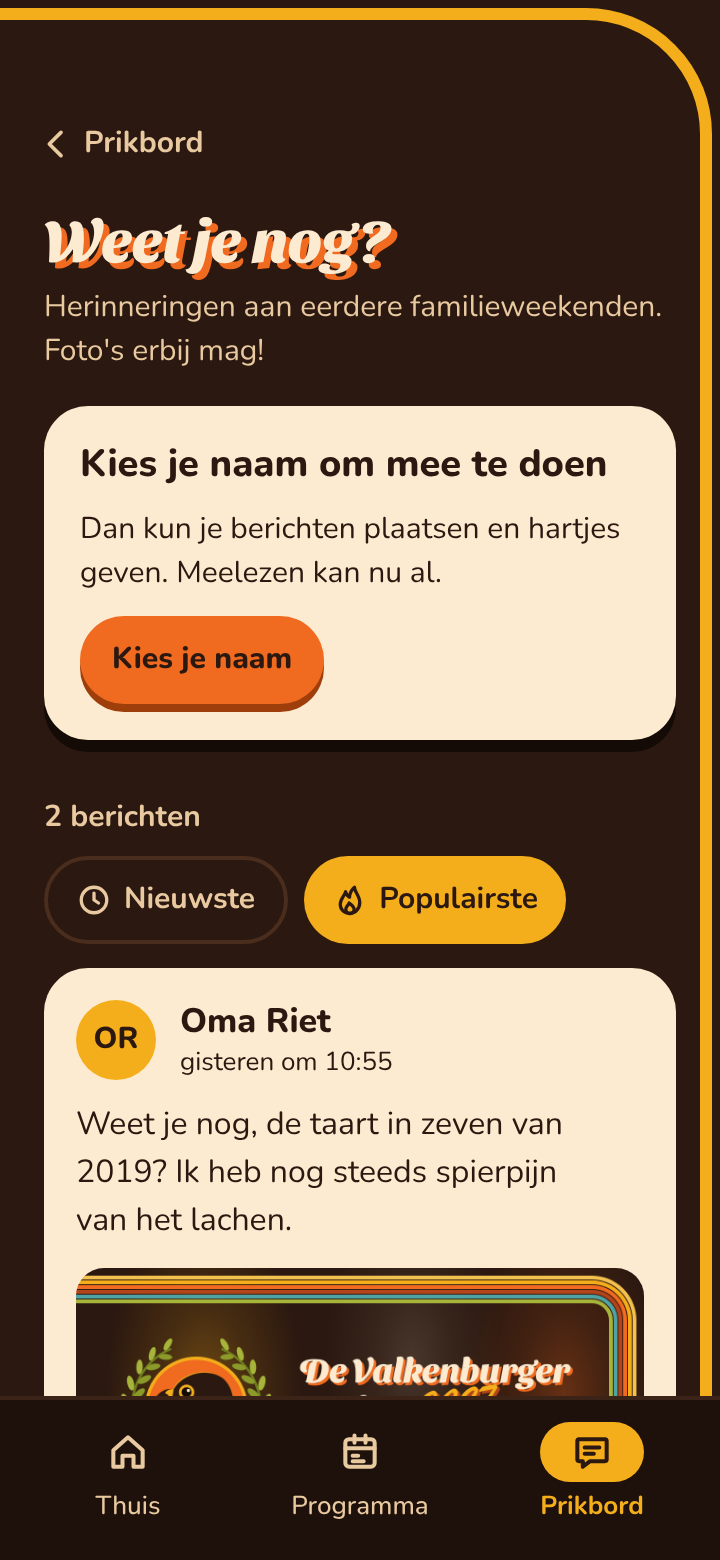 Prikbord
Weet je nog?
Herinneringen aan eerdere familieweekenden.
Foto's erbij mag!
Kies je naam om mee te doen
Dan kun je berichten plaatsen en hartjes
geven. Meelezen kan nu al.
Kies je naam
2 berichten
Nieuwste
Populairste
OR
Oma Riet
gisteren om 10:55
Weet je nog, de taart in zeven van
2019? Ik heb nog steeds spierpijn
van het lachen.
De Valkenburger
Thuis
Programma
Prikbord